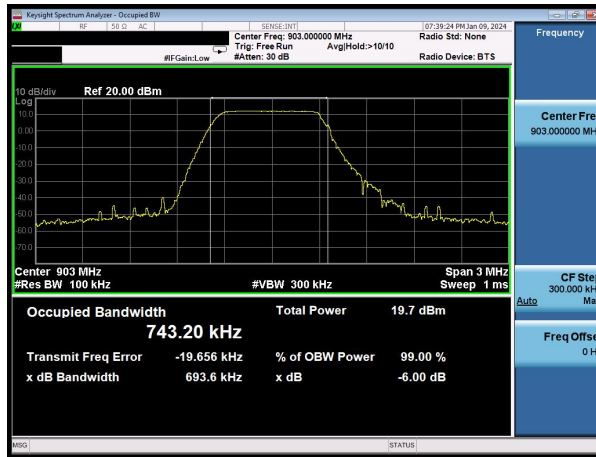 Keysight Spectrum Analyzer - Occupied BW
RF 50 Ω AC SENSE:INT 07:39:24 PM Jan 09, 2024
Center Freq: 903.000000 MHz Radio Std: None
Trig: Free Run Avg|Hold:>10/10
#IFGain:Low #Atten: 30 dB Radio Device: BTS
10 dB/div Ref 20.00 dBm
Log
10.0
0.00
-10.0
-20.0
-30.0
-40.0
-50.0
-60.0
-70.0
Center 903 MHz Span 3 MHz
#Res BW 100 kHz #VBW 300 kHz Sweep 1 ms
Occupied Bandwidth Total Power 19.7 dBm
743.20 kHz
Transmit Freq Error -19.656 kHz % of OBW Power 99.00 %
x dB Bandwidth 693.6 kHz x dB -6.00 dB
MSG STATUS
Frequency
Center Fre
903.000000 MH
CF Ste
300.000 kH
Auto Ma
Freq Offse
0 H